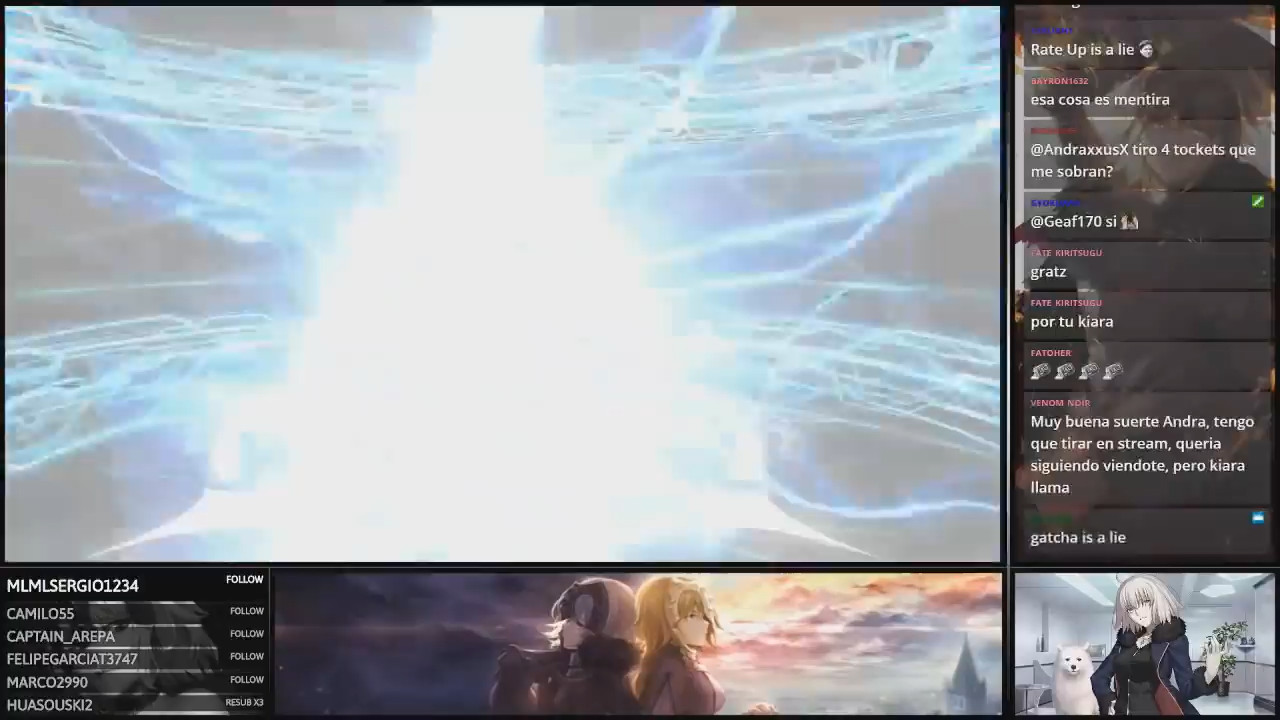 Rate Up is a lie
BAYRON1632
esa cosa es mentira
@AndraxxusX tiro 4 tockets que
me sobran?
@Geaf170 si
FATE KIRITSUGU
gratz
FATE KIRITSUGU
por tu kiara
FATOHER
VENOM NOIR
Muy buena suerte Andra, tengo
que tirar en stream, queria
siguiendo viendote, pero kiara
llama
gatcha is a lie
MLMLSERGIO1234 FOLLOW
CAMILO55 FOLLOW
CAPTAIN_AREPA FOLLOW
FELIPEGARCIAT3747 FOLLOW
MARCO2990 FOLLOW
HUASOUSKI2 RESUB X3